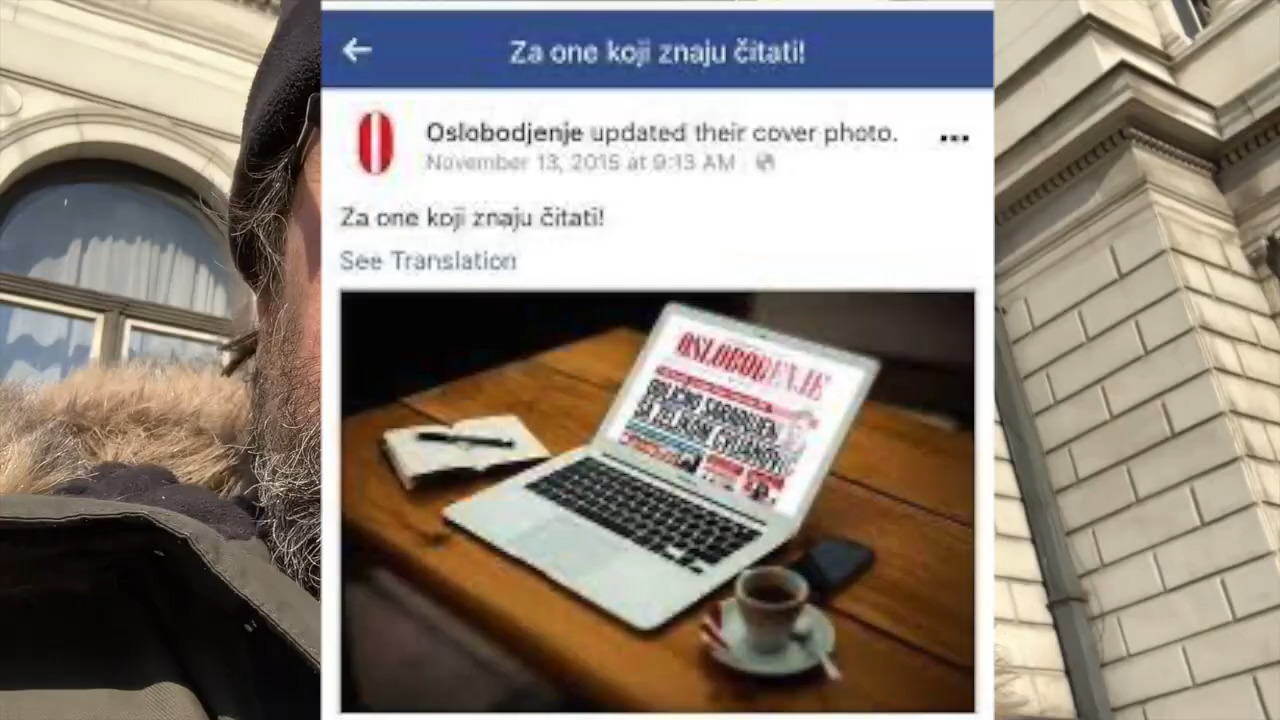 Za one koji znaju čitati!
Oslobodjenje updated their cover photo.
November 13, 2015 at 9:13 AM
Za one koji znaju čitati!
See Translation
OSLOBOĐENJE